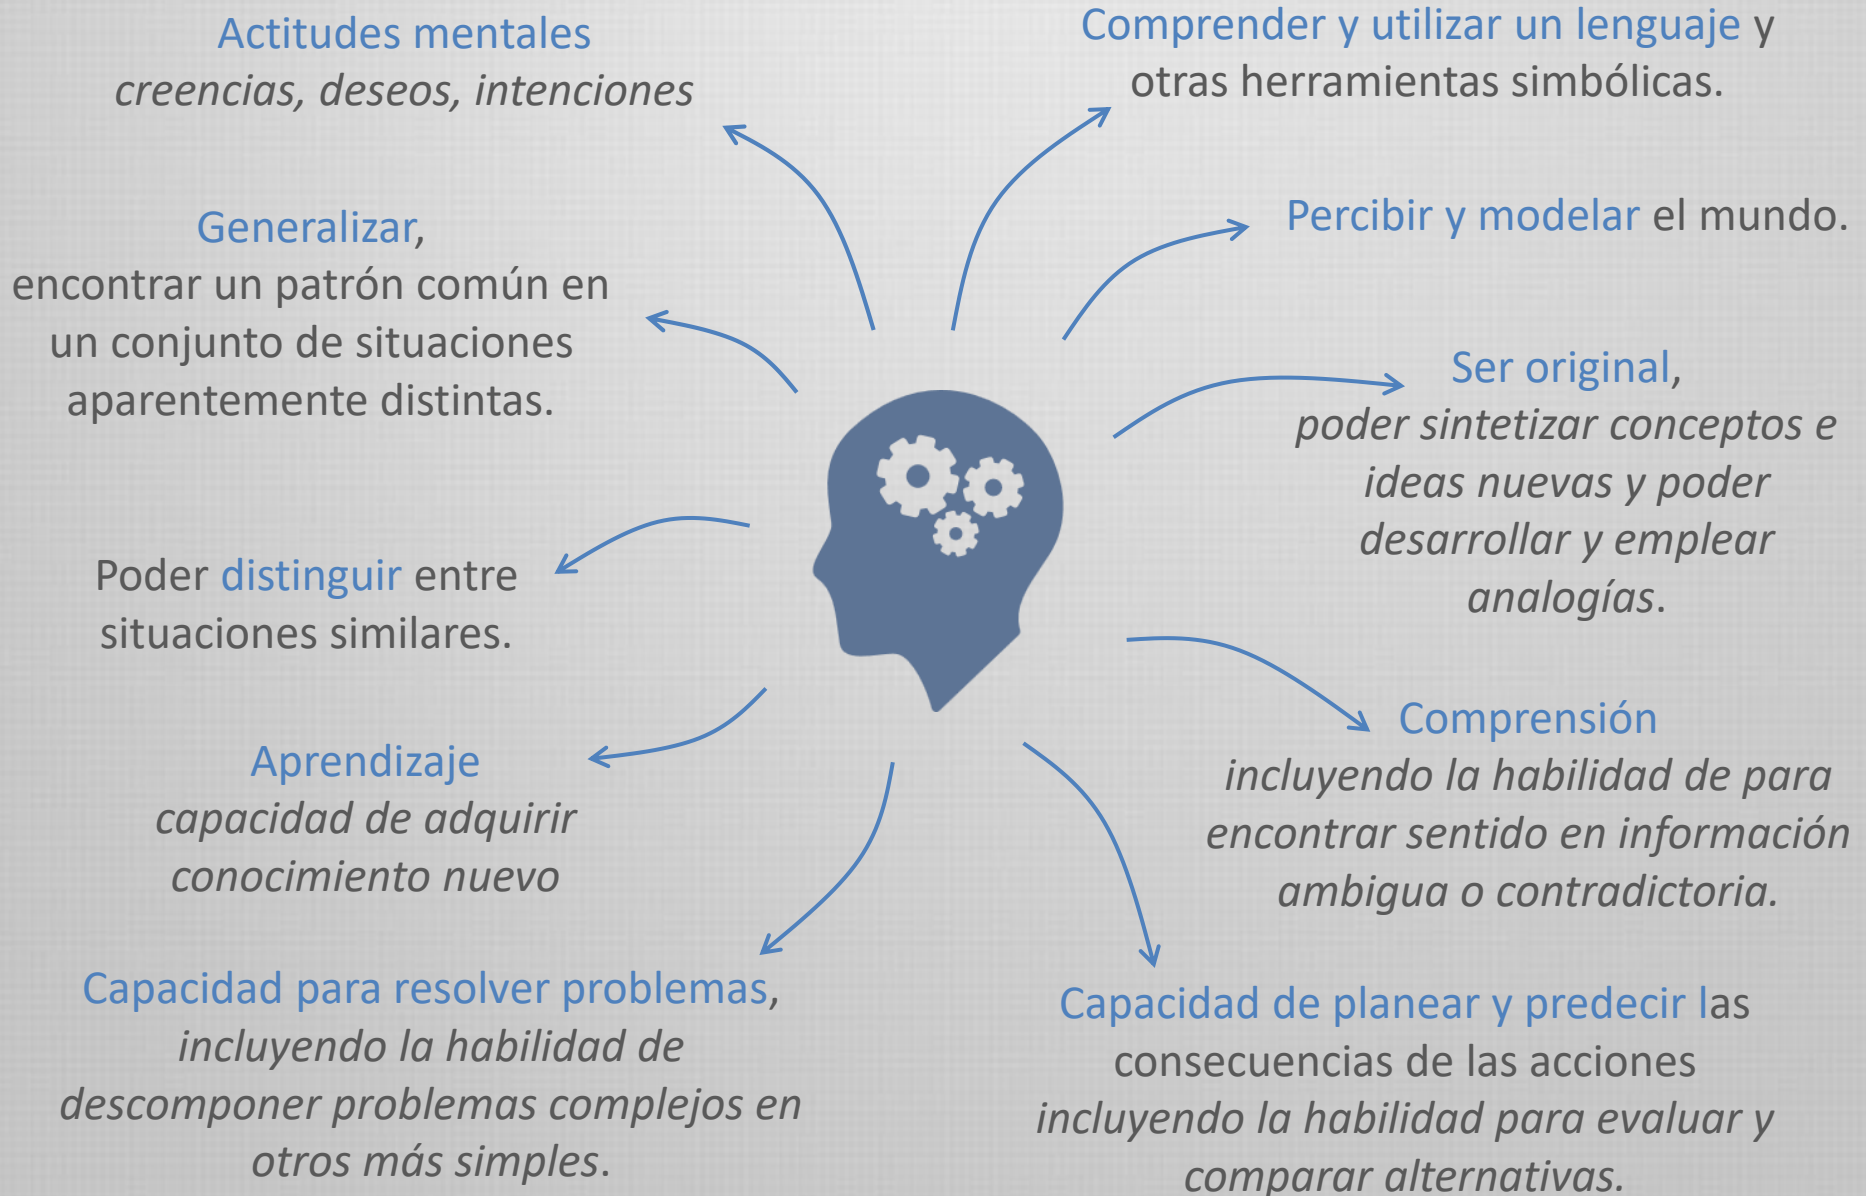 Actitudes mentales
creencias, deseos, intenciones
Generalizar,
encontrar un patrón común en
un conjunto de situaciones
aparentemente distintas.
Poder distinguir entre
situaciones similares.
Aprendizaje
capacidad de adquirir
conocimiento nuevo
Capacidad para resolver problemas,
incluyendo la habilidad de
descomponer problemas complejos en
otros más simples.
Comprender y utilizar un lenguaje y
otras herramientas simbólicas.
Percibir y modelar el mundo.
Ser original,
poder sintetizar conceptos e
ideas nuevas y poder
desarrollar y emplear
analogías.
Comprensión
incluyendo la habilidad de para
encontrar sentido en información
ambigua o contradictoria.
Capacidad de planear y predecir las
consecuencias de las acciones
incluyendo la habilidad para evaluar y
comparar alternativas.